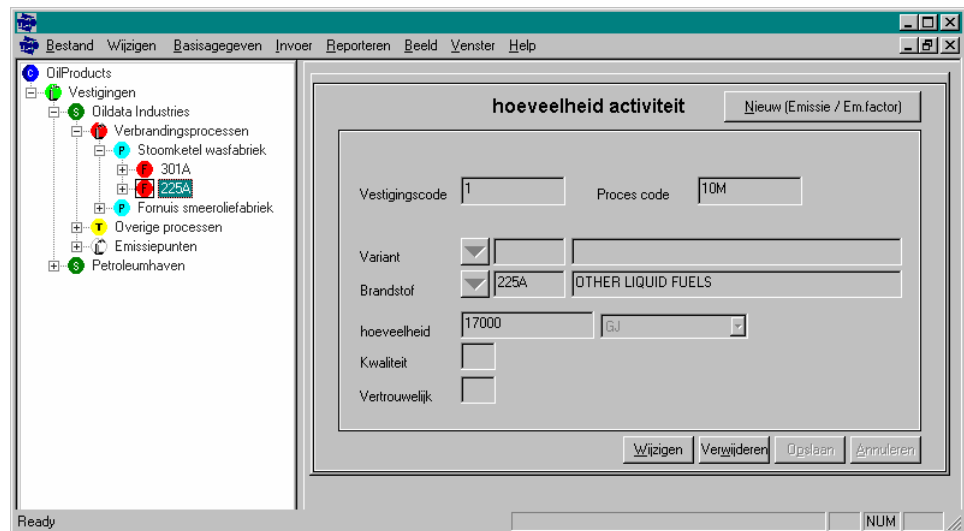 Bestand Wijzigen Basisagegeven Invoer Reporteren Beeld Venster Help
C OilProducts
Vestigingen
S Oildata Industries
Verbrandingsprocessen
P Stoomketel wasfabriek
F 301A
F 225A
P Fornuis smeeroliefabriek
T Overige processen
Emissiepunten
S Petroleumhaven
hoeveelheid activiteit
Nieuw (Emissie / Em.factor)
Vestigingscode 1 Proces code 10M
Variant
Brandstof 225A OTHER LIQUID FUELS
hoeveelheid 17000 GJ
Kwaliteit
Vertrouwelijk
Wijzigen Verwijderen Opslaan Annuleren
Ready NUM